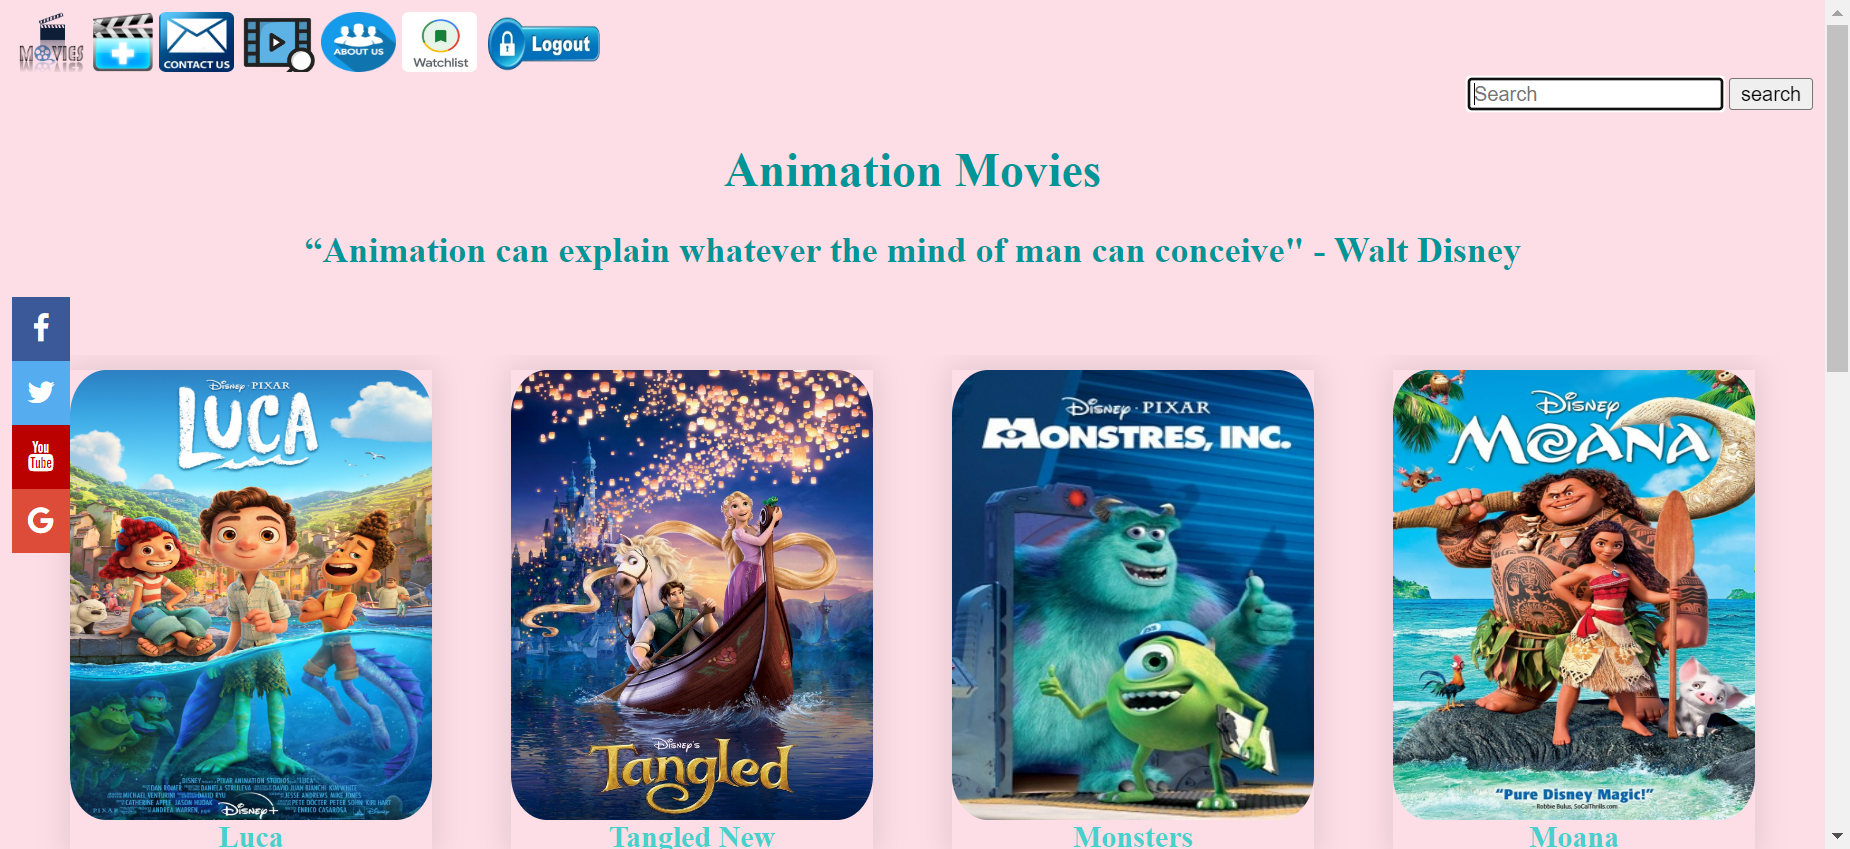 MOVIES
CONTACT US
ABOUT US
Watchlist
Logout
Search
search
Animation Movies
“Animation can explain whatever the mind of man can conceive" - Walt Disney
f
You
Tube
G
DISNEY · PIXAR
LUCA
DISNEY+
Luca
DISNEY'S
Tangled
Tangled New
DISNEY · PIXAR
MONSTRES, INC.
Monsters
DISNEY
MOANA
“Pure Disney Magic!”
Moana